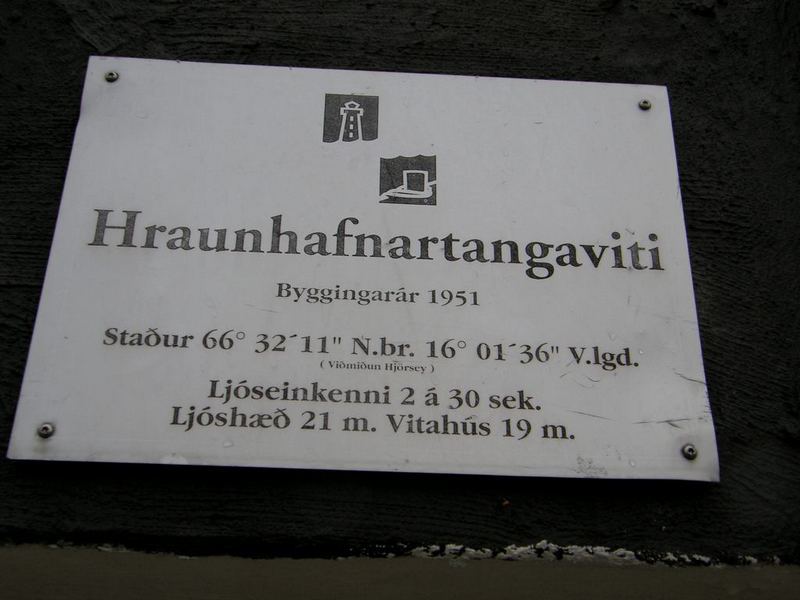 Hraunhafnartangaviti
Byggingarár 1951
Staður 66° 32´11" N.br. 16° 01´36" V.lgd.
( Viðmiðun Hjörsey )
Ljóseinkenni 2 á 30 sek.
Ljóshæð 21 m. Vitahús 19 m.